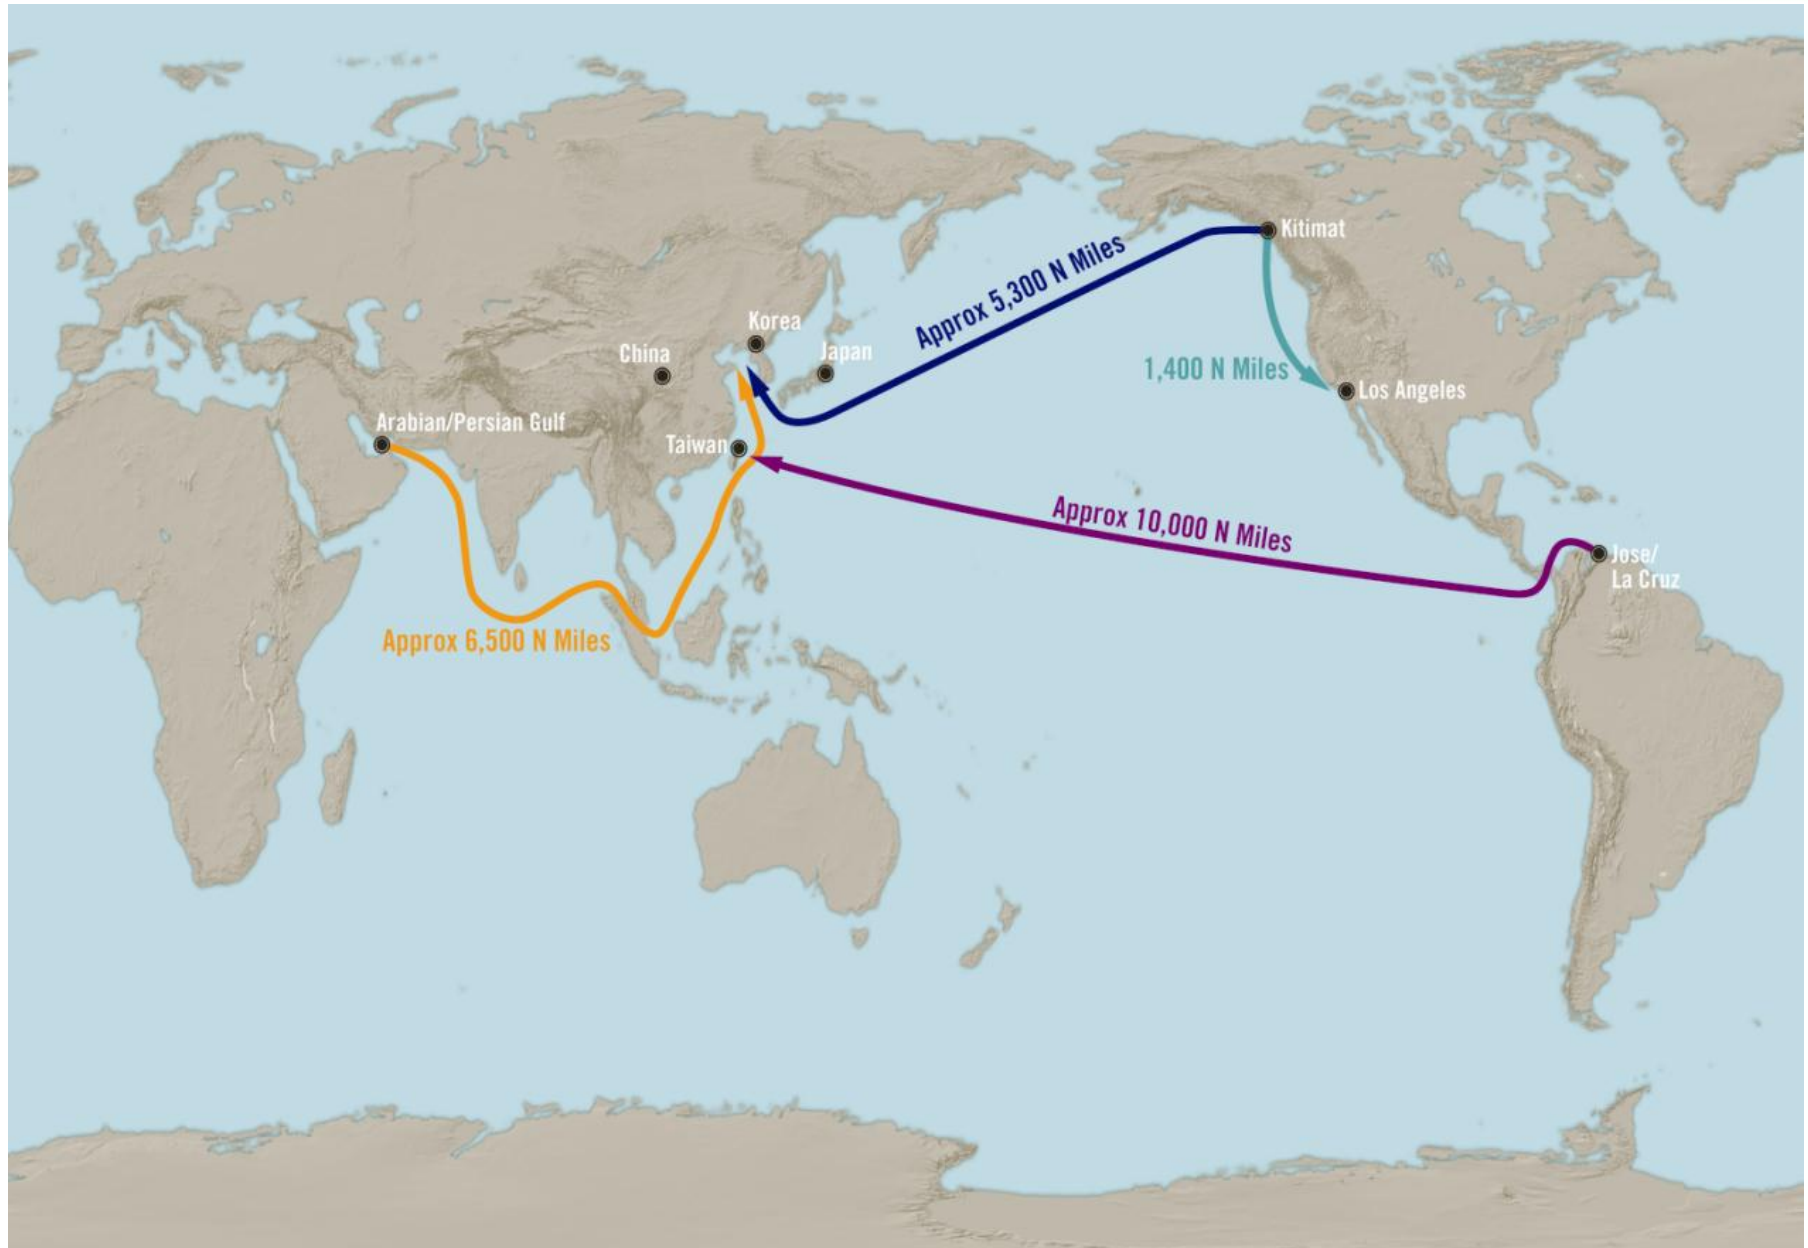 Kitimat
Approx 5,300 N Miles
Korea
China
Japan
1,400 N Miles
Los Angeles
Arabian/Persian Gulf
Taiwan
Approx 10,000 N Miles
Jose/
La Cruz
Approx 6,500 N Miles